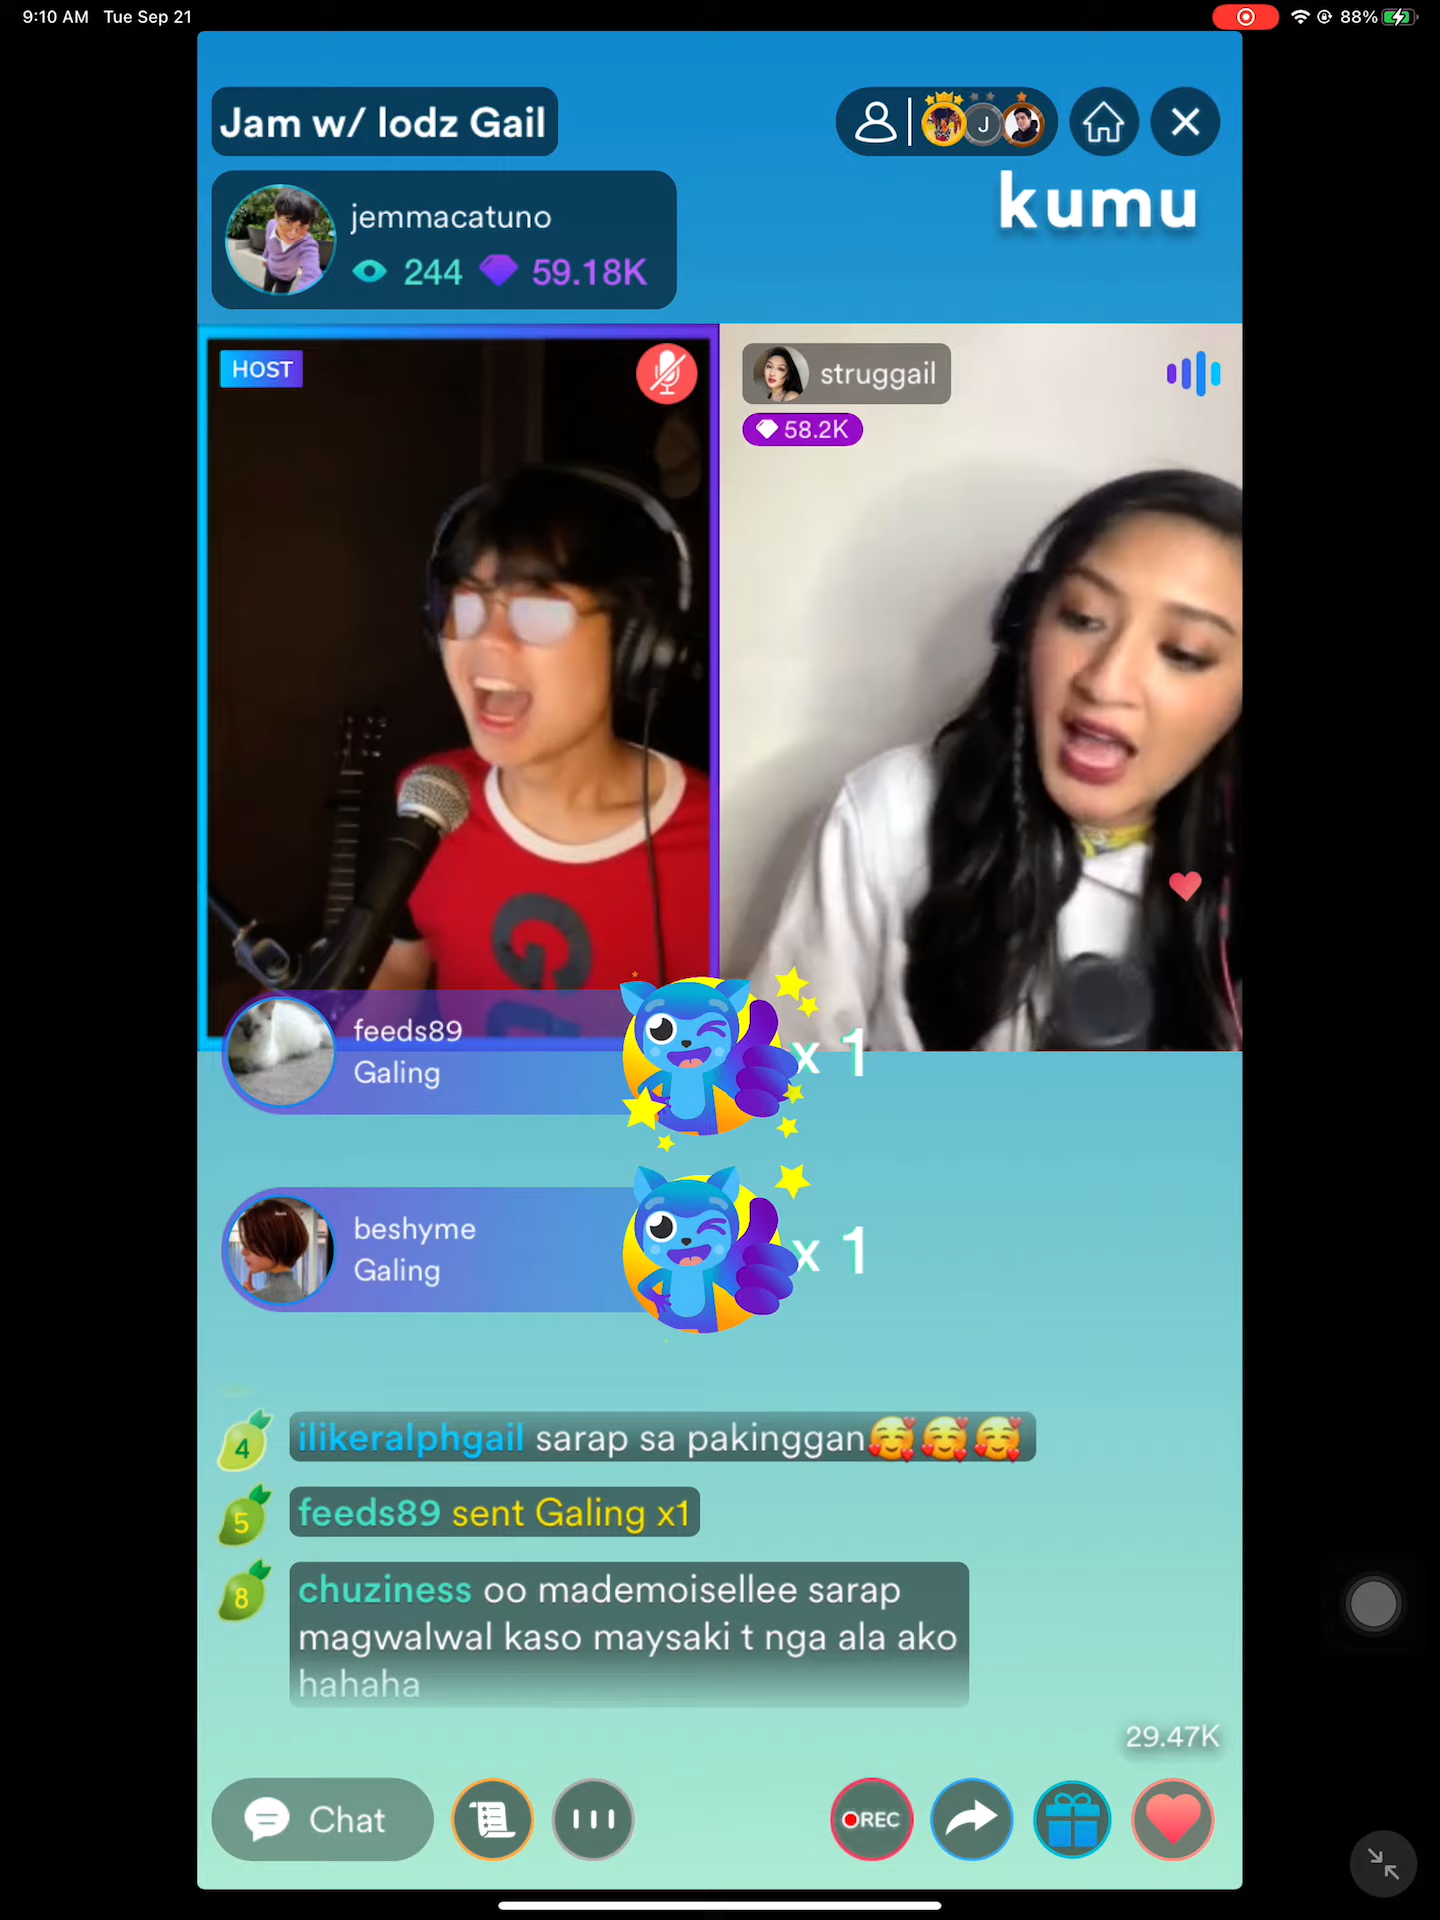 9:10 AM Tue Sep 21
88%
Jam w/ lodz Gail
J
kumu
jemmacatuno
244 59.18K
HOST
struggail
58.2K
G
feeds89
Galing
x 1
beshyme
Galing
x 1
4 ilikeralphgail sarap sa pakinggan🥰🥰🥰
5 feeds89 sent Galing x1
8 chuziness oo mademoisellee sarap
magwalwal kaso maysaki t nga ala ako
hahaha
29.47K
Chat
REC